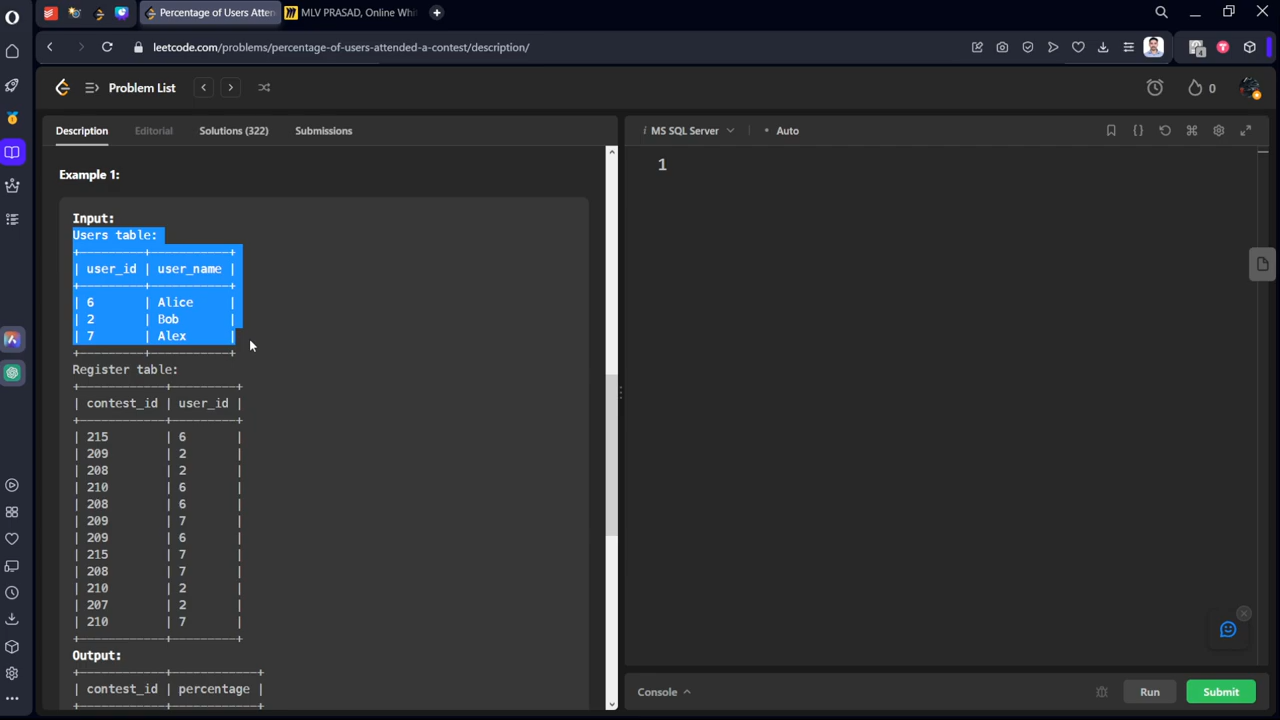 Percentage of Users Atten
MLV PRASAD, Online Whi
leetcode.com/problems/percentage-of-users-attended-a-contest/description/
4
Problem List
0
Description
Editorial
Solutions (322)
Submissions
i MS SQL Server
• Auto
1
Example 1:
Input:
Users table:
+---------+-----------+
| user_id | user_name |
+---------+-----------+
| 6 | Alice |
| 2 | Bob |
| 7 | Alex |
+---------+-----------+
Register table:
+------------+---------+
| contest_id | user_id |
+------------+---------+
| 215 | 6 |
| 209 | 2 |
| 208 | 2 |
| 210 | 6 |
| 208 | 6 |
| 209 | 7 |
| 209 | 6 |
| 215 | 7 |
| 208 | 7 |
| 210 | 2 |
| 207 | 2 |
| 210 | 7 |
+------------+---------+
Output:
+------------+------------+
| contest_id | percentage |
+------------+------------+
Console
Run
Submit